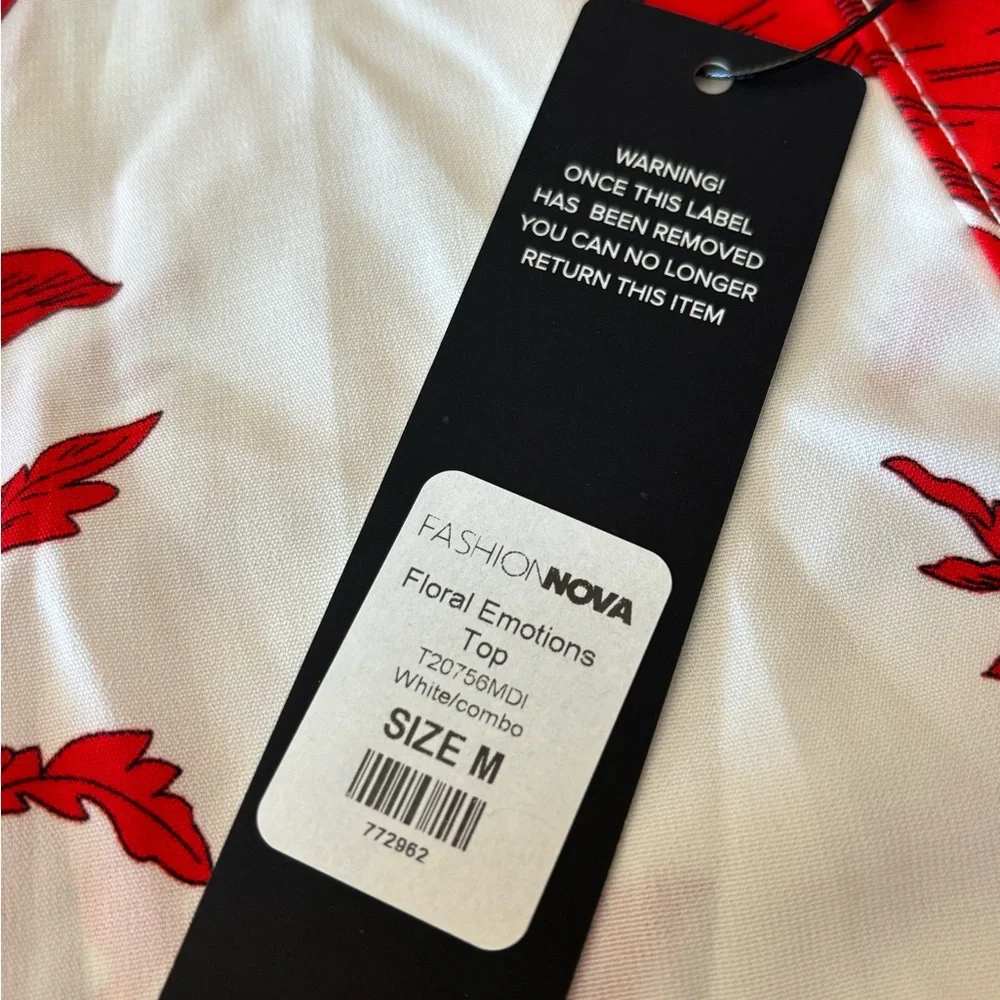 WARNING!
ONCE THIS LABEL
HAS BEEN REMOVED
YOU CAN NO LONGER
RETURN THIS ITEM
FASHIONNOVA
Floral Emotions
Top
T20756MDI
White/combo
SIZE M
772962